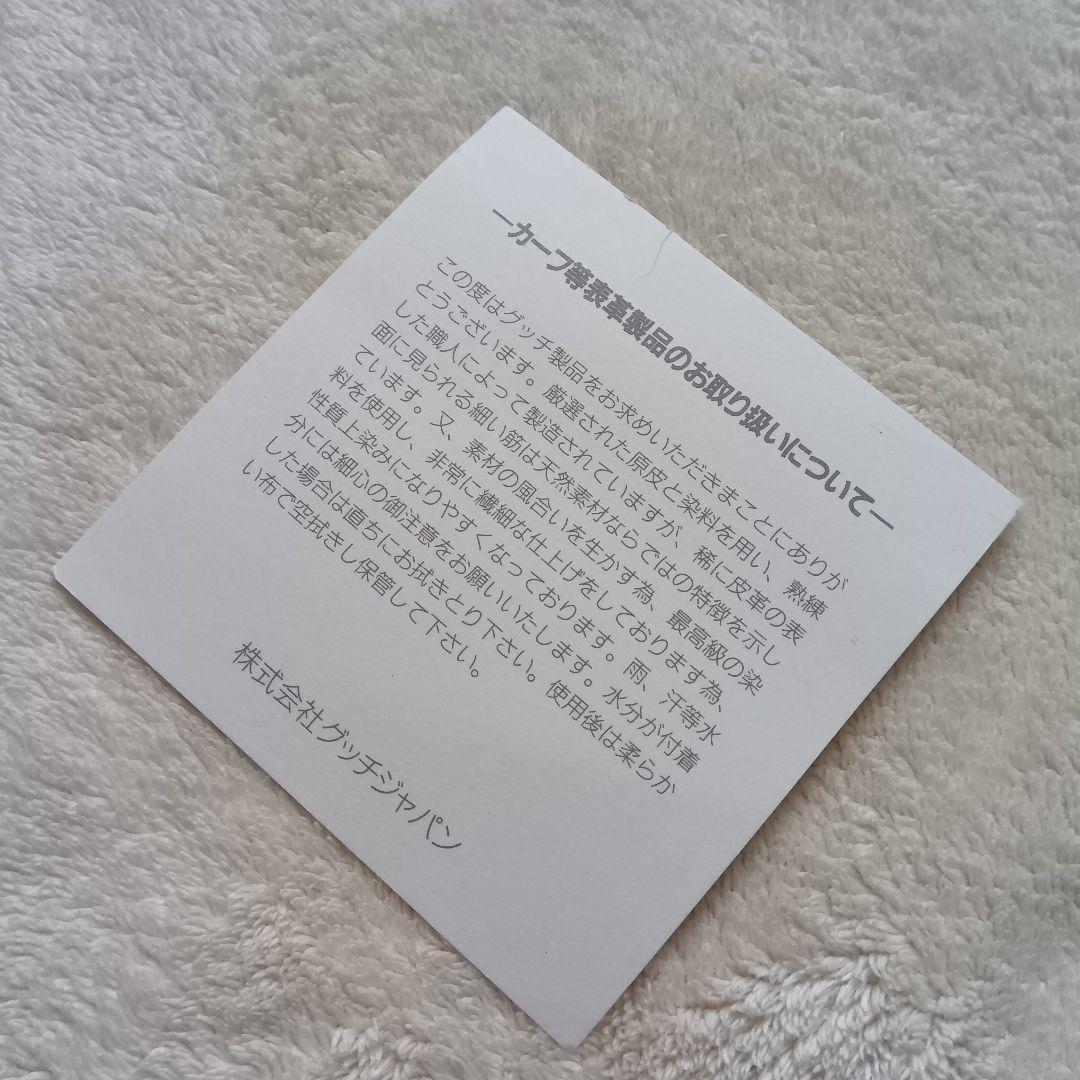 ―カーフ等表革製品のお取り扱いについて―
この度はグッチ製品をお求めいただきまことにありが
とうございます。厳選された原皮と染料を用い、熟練
した職人によって製造されていますが、稀に皮革の表
面に見られる細い筋は天然素材ならではの特徴を示し
ています。又、素材の風合いを生かす為、最高級の染
料を使用し、非常に繊細な仕上げをしております為、
性質上染みになりやすくなっております。雨、汗等水
分には細心の御注意をお願いいたします。水分が付着
した場合は直ちにお拭きとり下さい。使用後は柔らか
い布で空拭きし保管して下さい。
株式会社グッチジャパン